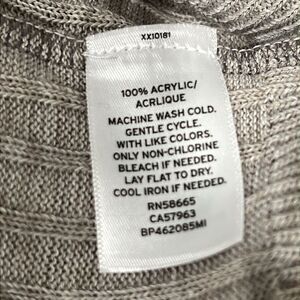 XX10181
100% ACRYLIC/
ACRLIQUE
MACHINE WASH COLD.
GENTLE CYCLE.
WITH LIKE COLORS.
ONLY NON-CHLORINE
BLEACH IF NEEDED.
LAY FLAT TO DRY.
COOL IRON IF NEEDED.
RN58665
CA57963
BP462085MI